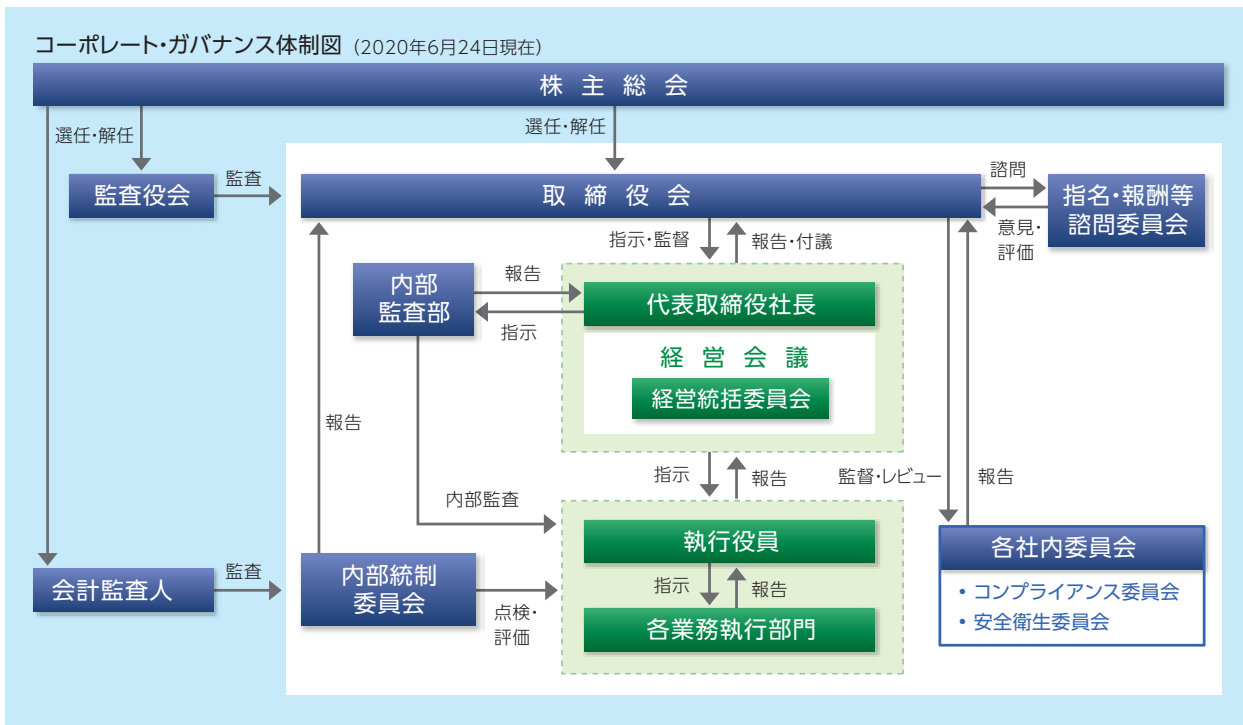 コーポレート・ガバナンス体制図（2020年6月24日現在）
株主総会
選任・解任
選任・解任
監査役会
監査
取締役会
諮問
意見・
評価
指名・報酬等
諮問委員会
指示・監督
報告・付議
内部
監査部
報告
指示
代表取締役社長
経営会議
経営統括委員会
報告
指示
報告
監督・レビュー
報告
内部監査
執行役員
指示
報告
各業務執行部門
会計監査人
監査
内部統制
委員会
点検・
評価
各社内委員会
・コンプライアンス委員会
・安全衛生委員会